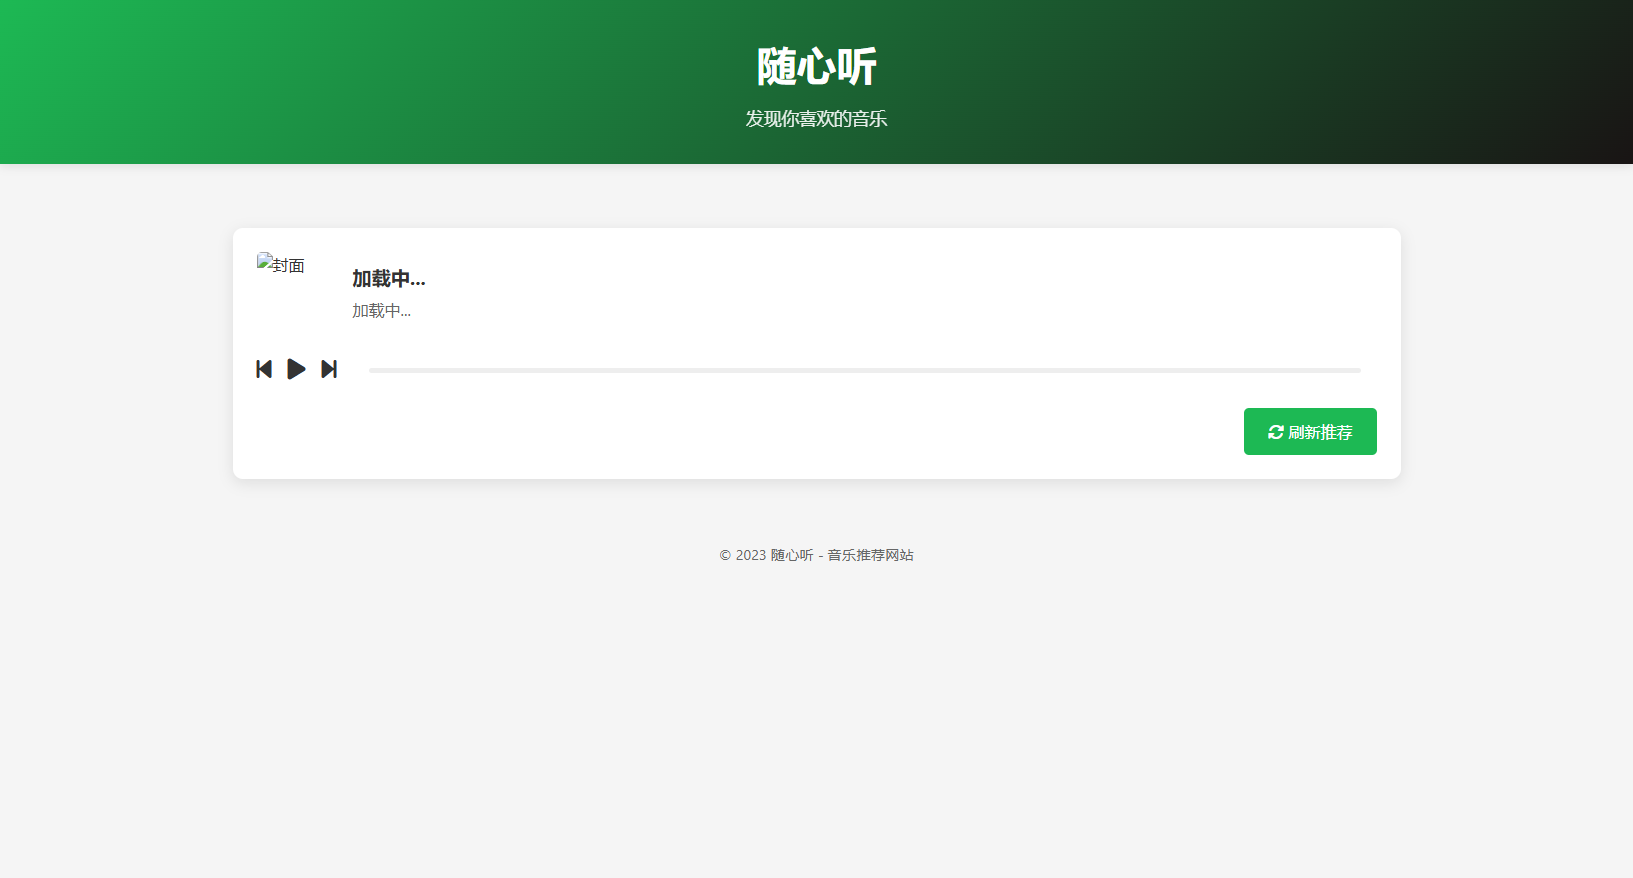 随心听
发现你喜欢的音乐
封面
加载中...
加载中...
刷新推荐
© 2023 随心听 - 音乐推荐网站